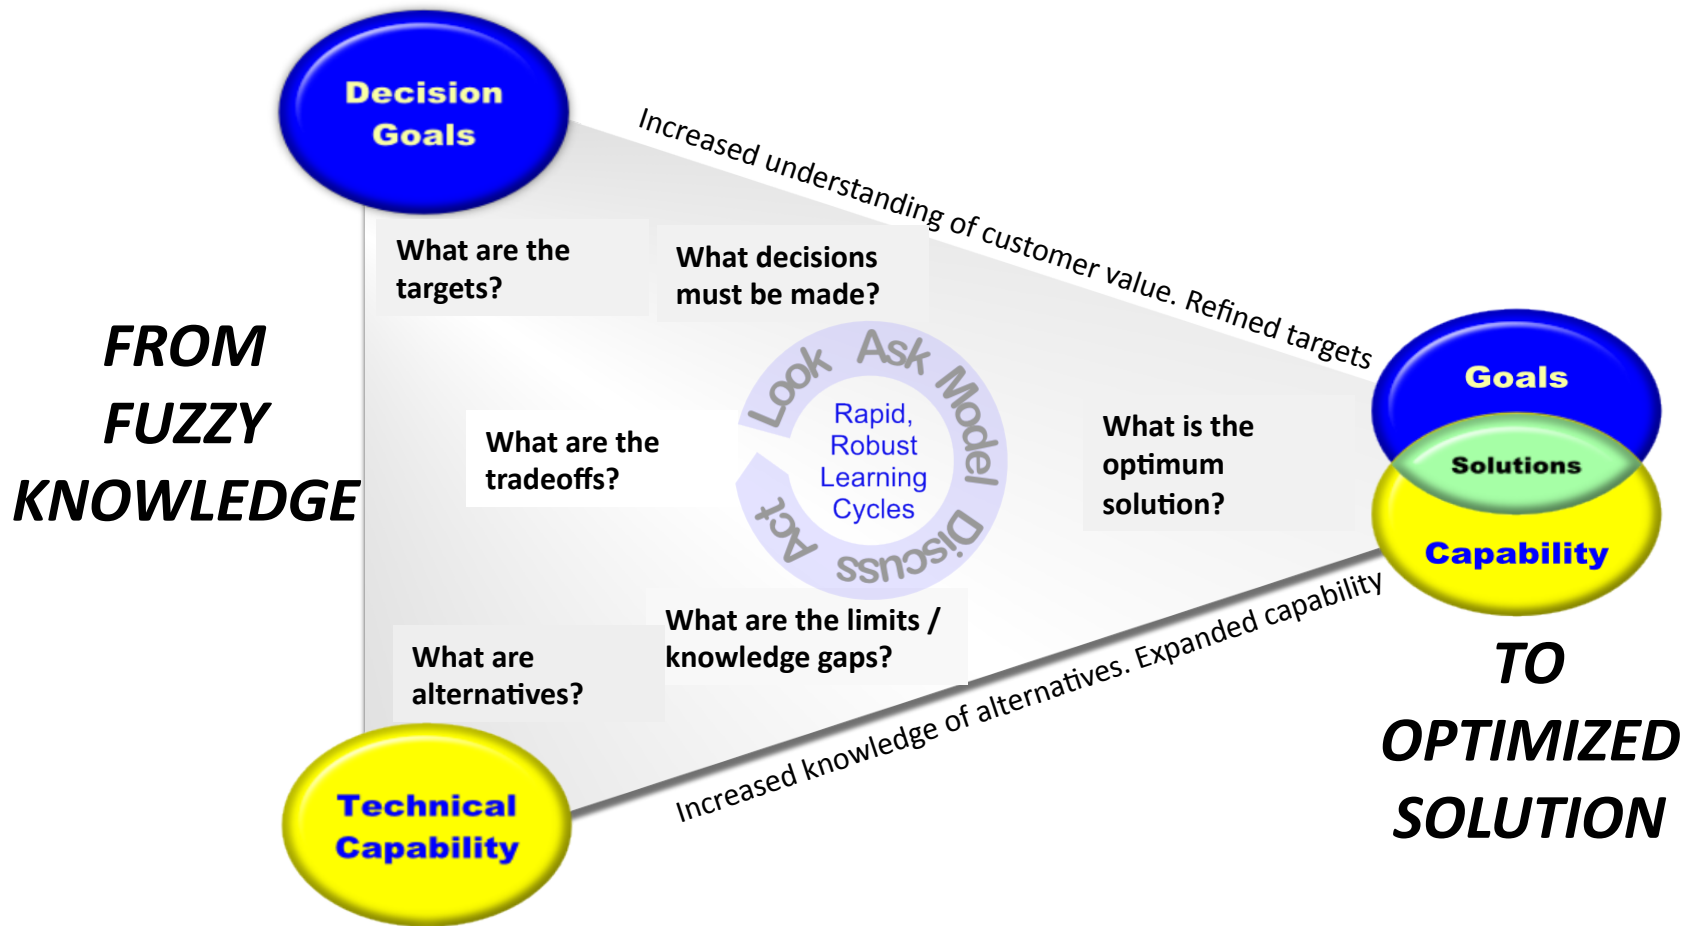 Decision
Goals
Increased understanding of customer value. Refined targets
What are the
targets?
What decisions
must be made?
FROM
FUZZY
KNOWLEDGE
Look Ask Model Discuss Act
Rapid,
Robust
Learning
Cycles
What are the
tradeoffs?
What is the
optimum
solution?
Goals
Solutions
Capability
What are the limits /
knowledge gaps?
What are
alternatives?
Increased knowledge of alternatives. Expanded capability
Technical
Capability
TO
OPTIMIZED
SOLUTION